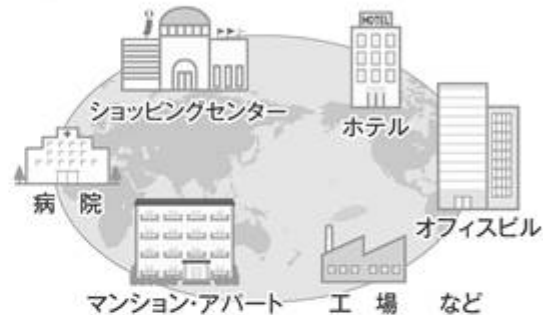 HOTEL
ショッピングセンター
ホテル
病 院
オフィスビル
マンション・アパート
工 場 など